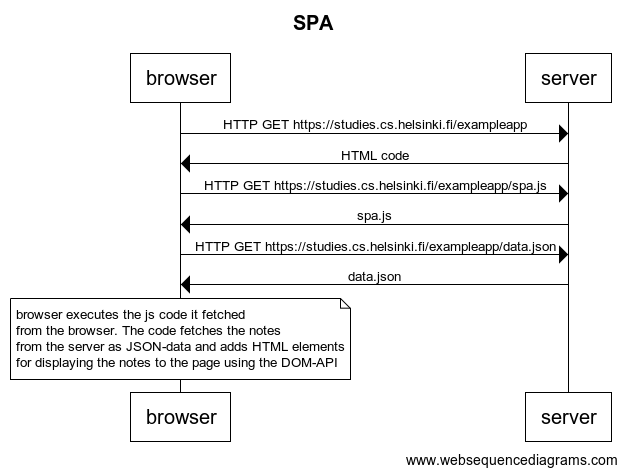 SPA
browser server
HTTP GET https://studies.cs.helsinki.fi/exampleapp
HTML code
HTTP GET https://studies.cs.helsinki.fi/exampleapp/spa.js
spa.js
HTTP GET https://studies.cs.helsinki.fi/exampleapp/data.json
data.json
browser executes the js code it fetched
from the browser. The code fetches the notes
from the server as JSON-data and adds HTML elements
for displaying the notes to the page using the DOM-API
browser server
www.websequencediagrams.com